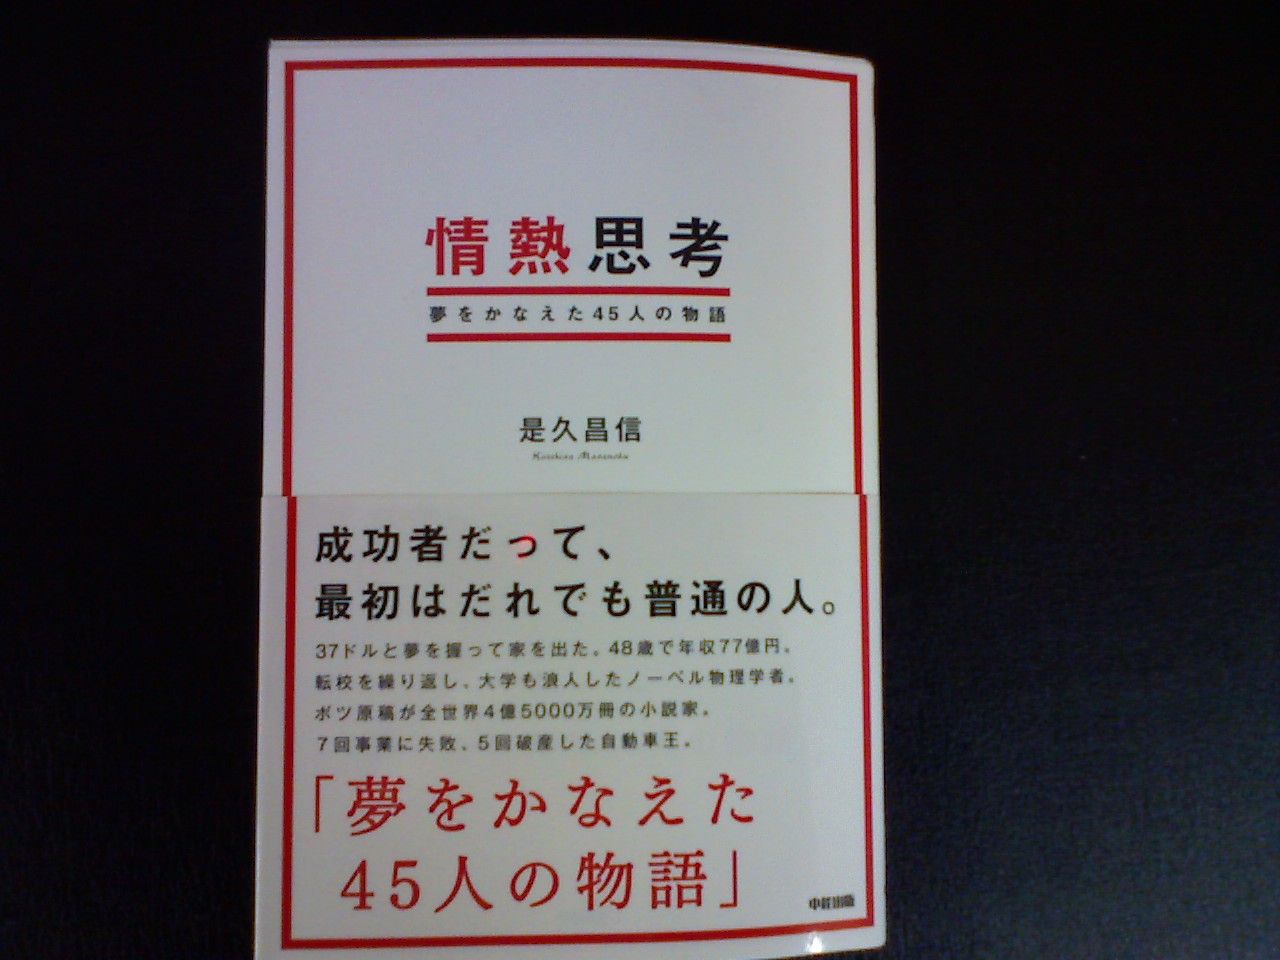 情熱思考
夢をかなえた45人の物語
是久昌信
Korehisa Masanobu
成功者だって、
最初はだれでも普通の人。
37ドルと夢を握って家を出た。48歳で年収77億円。
転校を繰り返し、大学も浪人したノーベル物理学者。
ボツ原稿が全世界4億5000万冊の小説家。
7回事業に失敗、5回破産した自動車王。
「夢をかなえた
45人の物語」
中経出版